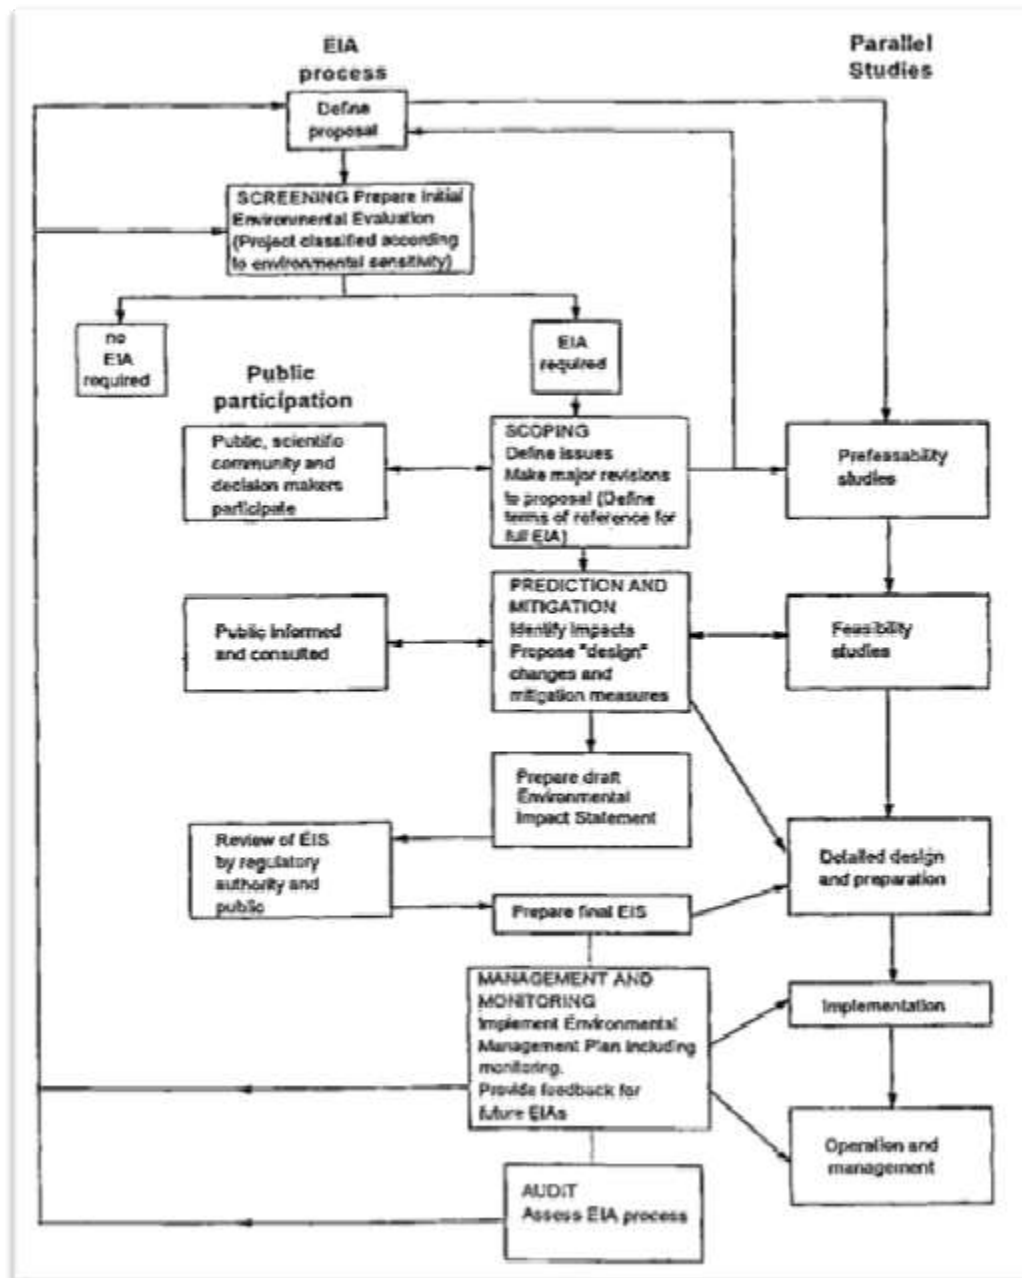 EIA
process
Parallel
Studies
Define
proposal
SCREENING Prepare Initial
Environmental Evaluation
(Project classified according
to environmental sensitivity)
no
EIA
required
EIA
required
Public
participation
Public, scientific
community and
decision makers
participate
SCOPING
Define issues
Make major revisions
to proposal (Define
terms of reference for
full EIA)
Prefeasability
studies
Public informed
and consulted
PREDICTION AND
MITIGATION
Identify impacts
Propose "design"
changes and
mitigation measures
Feasibility
studies
Prepare draft
Environmental
Impact Statement
Review of EIS
by regulatory
authority and
public
Detailed design
and preparation
Prepare final EIS
MANAGEMENT AND
MONITORING
Implement Environmental
Management Plan including
monitoring.
Provide feedback for
future EIAs
Implementation
Operation and
management
AUDIT
Assess EIA process